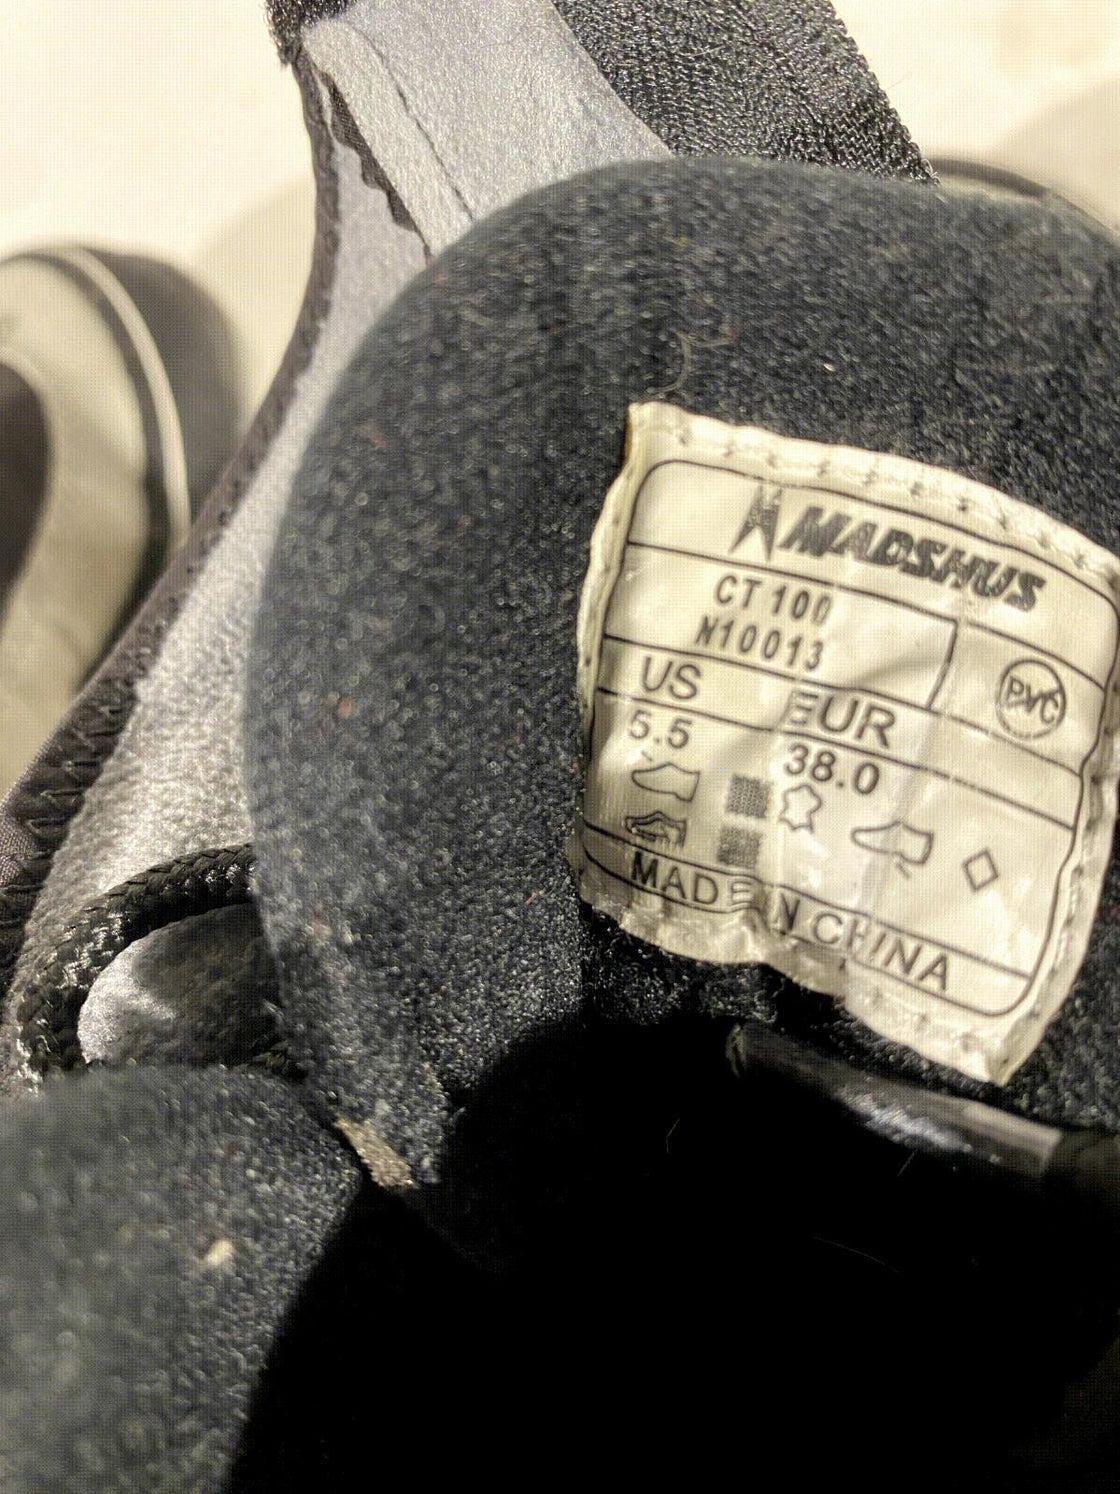 MADSHUS
CT 100
N10013
PVC
US EUR
5.5 38.0
MADE IN CHINA